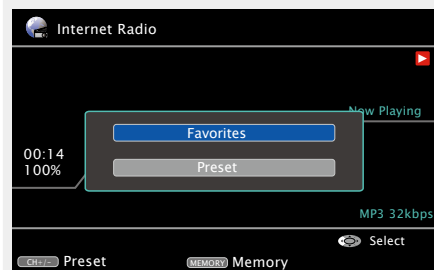 Internet Radio
Now Playing
Favorites
00:14
100%
Preset
MP3 32kbps
Select
CH+/- Preset
MEMORY Memory